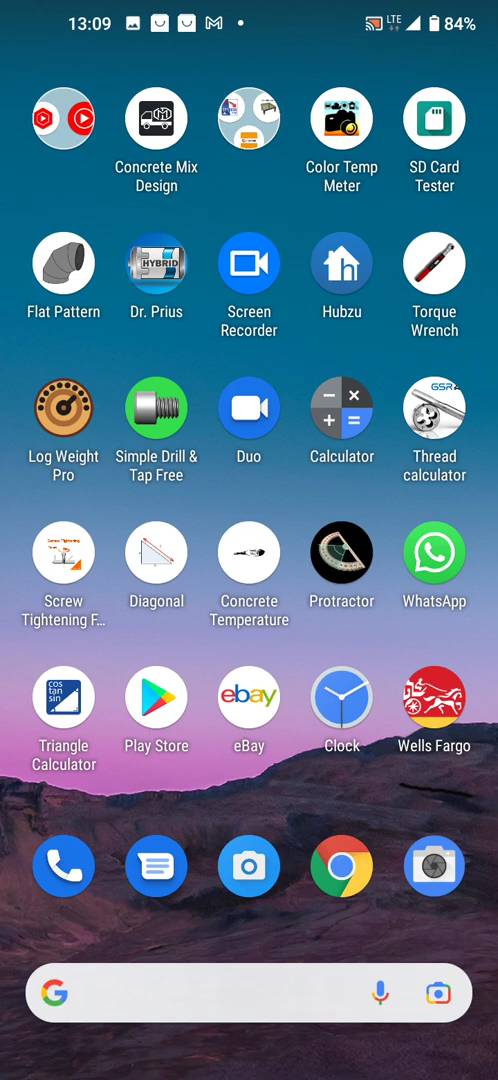 13:09
LTE
84%
Concrete Mix
Design
Color Temp
Meter
SD Card
Tester
Flat Pattern
HYBRID
Dr. Prius
Screen
Recorder
Hubzu
Torque
Wrench
Log Weight
Pro
Simple Drill &
Tap Free
Duo
Calculator
GSR
Thread
calculator
Screw
Tightening F...
Diagonal
Concrete
Temperature
Protractor
WhatsApp
cos
tan
sin
Triangle
Calculator
Play Store
ebay
eBay
Clock
Wells Fargo
G